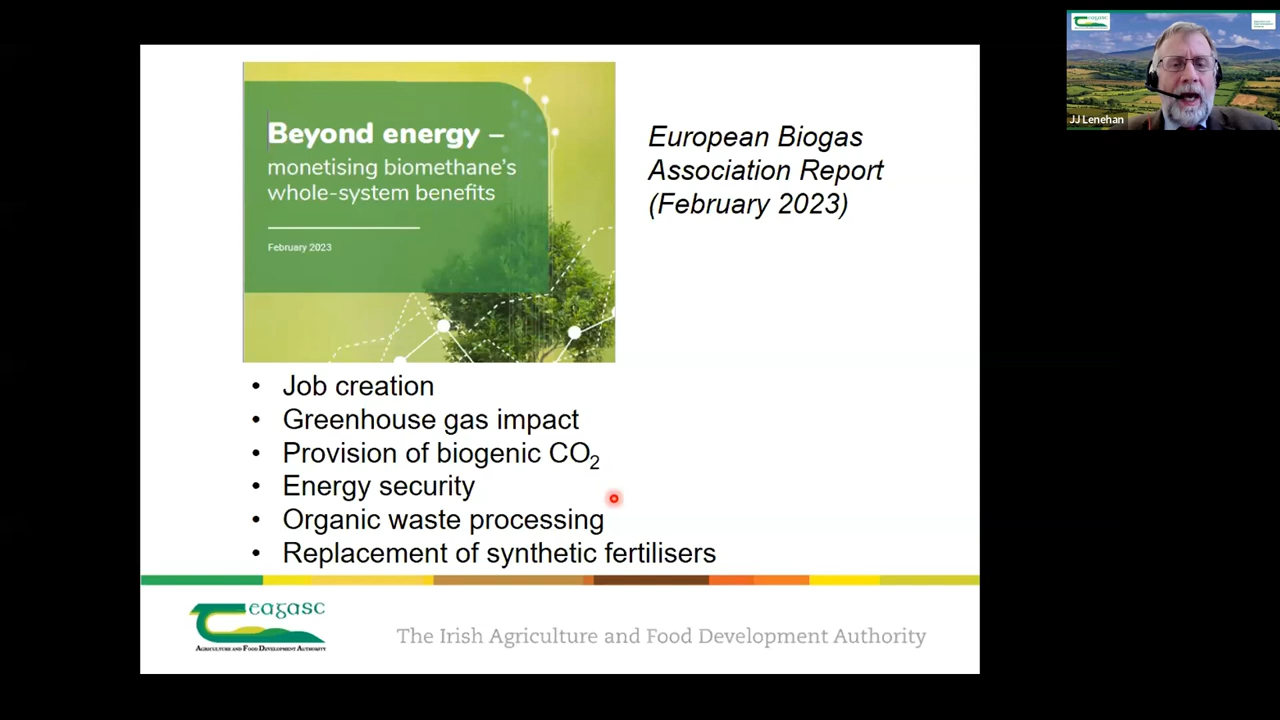 Beyond energy –
monetising biomethane's
whole-system benefits
February 2023
European Biogas
Association Report
(February 2023)
• Job creation
• Greenhouse gas impact
• Provision of biogenic CO₂
• Energy security
• Organic waste processing
• Replacement of synthetic fertilisers
eagasc
AGRICULTURE AND FOOD DEVELOPMENT AUTHORITY
The Irish Agriculture and Food Development Authority
eagasc
JJ Lenehan